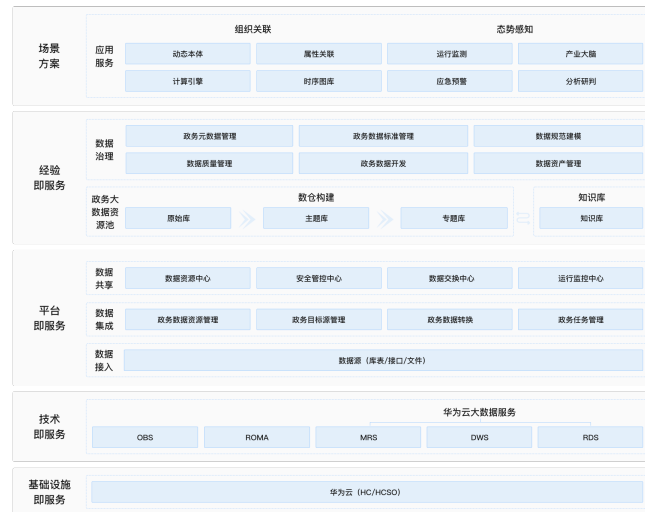 场景
方案
应用
服务
组织关联
态势感知
动态本体
属性关联
运行监测
产业大脑
计算引擎
时序图库
应急预警
分析研判
经验
即服务
数据
治理
政务元数据管理
政务数据标准管理
数据规范建模
数据质量管理
政务数据开发
数据资产管理
政务大
数据资
源池
数仓构建
知识库
原始库
主题库
专题库
知识库
平台
即服务
数据
共享
数据资源中心
安全管控中心
数据交换中心
运行监控中心
数据
集成
政务数据资源管理
政务目标源管理
政务数据转换
政务任务管理
数据
接入
数据源（库表/接口/文件）
技术
即服务
华为云大数据服务
OBS
ROMA
MRS
DWS
RDS
基础设施
即服务
华为云（HC/HCSO）